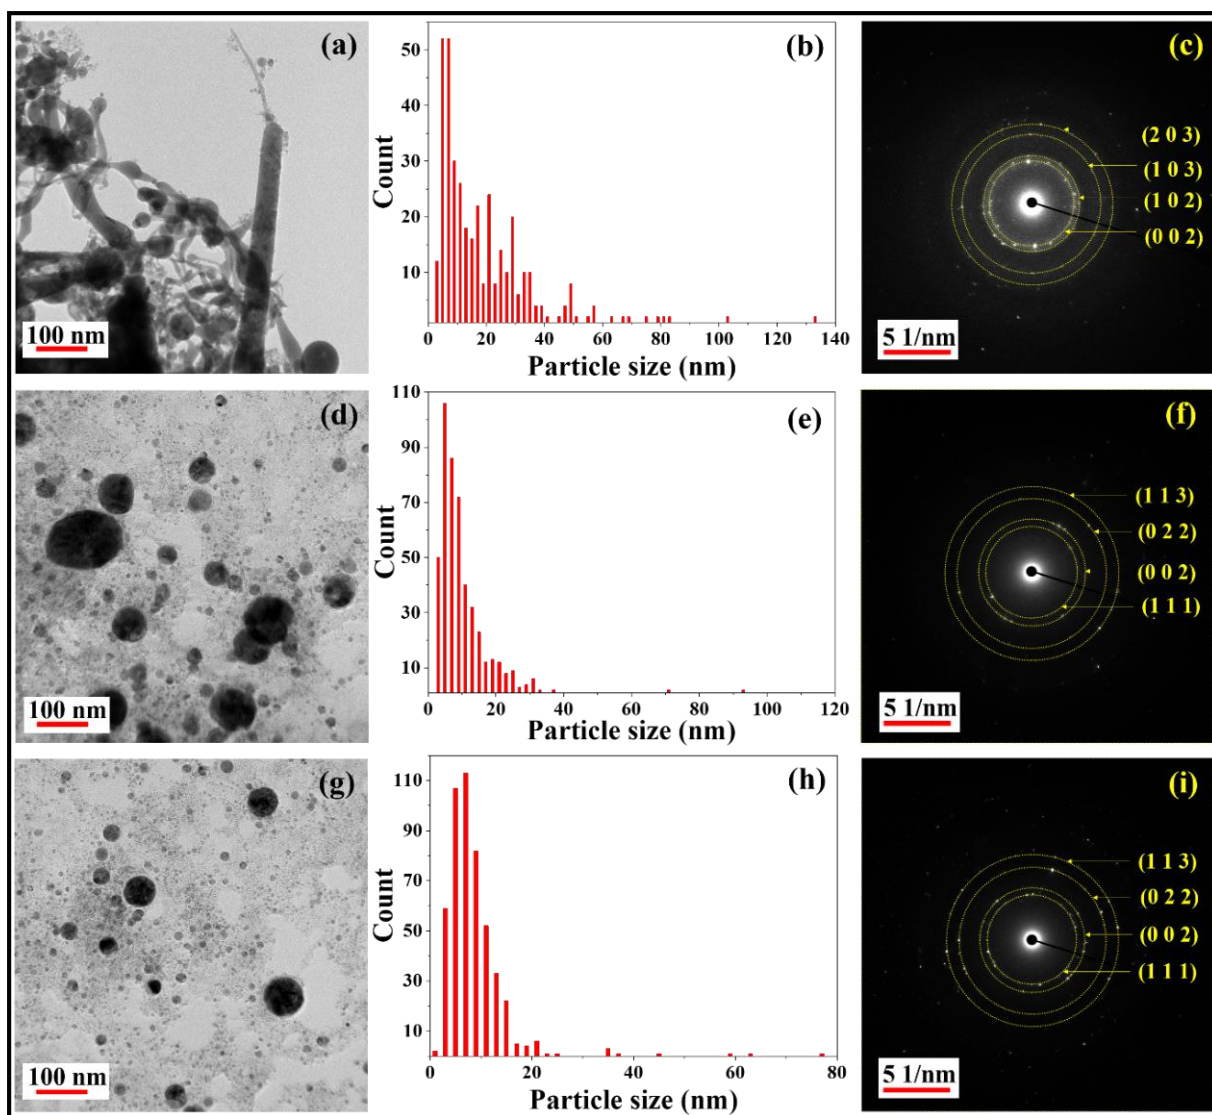 (a)
100 nm
(b)
Count
50
40
30
20
10
0 20 40 60 80 100 120 140
Particle size (nm)
(c)
(2 0 3)
(1 0 3)
(1 0 2)
(0 0 2)
5 1/nm
(d)
100 nm
(e)
Count
110
90
70
50
30
10
0 20 40 60 80 100 120
Particle size (nm)
(f)
(1 1 3)
(0 2 2)
(0 0 2)
(1 1 1)
5 1/nm
(g)
100 nm
(h)
Count
110
90
70
50
30
10
0 20 40 60 80
Particle size (nm)
(i)
(1 1 3)
(0 2 2)
(0 0 2)
(1 1 1)
5 1/nm